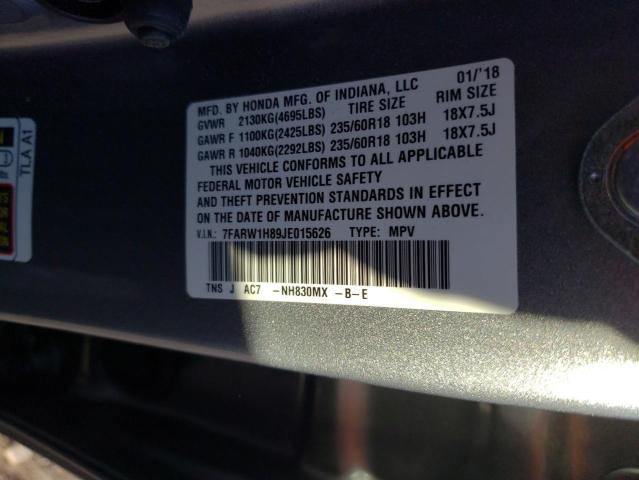 MFD. BY HONDA MFG. OF INDIANA, LLC 01/'18
GVWR 2130KG(4695LBS) TIRE SIZE RIM SIZE
GAWR F 1100KG(2425LBS) 235/60R18 103H 18X7.5J
GAWR R 1040KG(2292LBS) 235/60R18 103H 18X7.5J
THIS VEHICLE CONFORMS TO ALL APPLICABLE
FEDERAL MOTOR VEHICLE SAFETY
AND THEFT PREVENTION STANDARDS IN EFFECT
ON THE DATE OF MANUFACTURE SHOWN ABOVE.
V.I.N.: 7FARW1H89JE015626 TYPE: MPV
TNS J AC7 -NH830MX -B-E
TLA A1